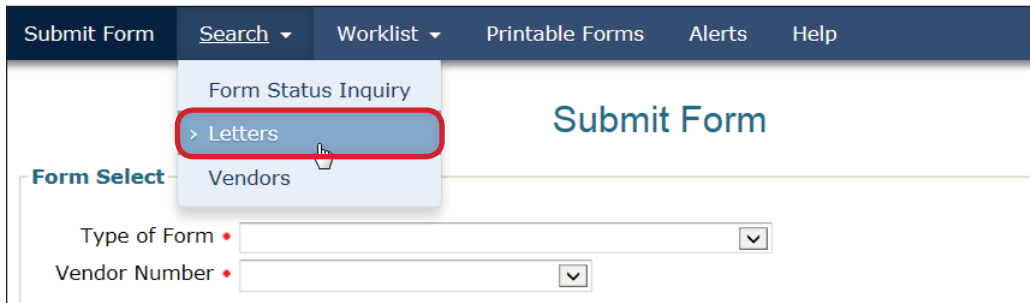 Submit Form Search Worklist Printable Forms Alerts Help
Form Status Inquiry
Letters
Vendors
Submit Form
Form Select
Type of Form
Vendor Number